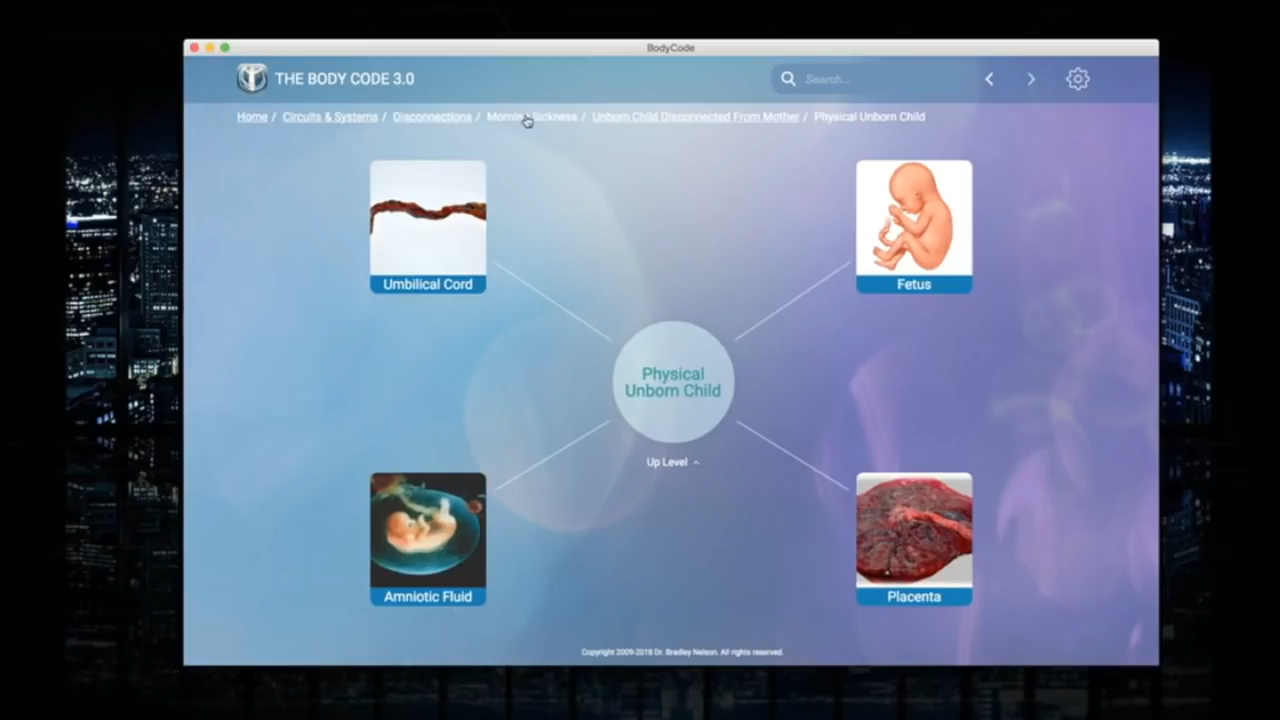 BodyCode
THE BODY CODE 3.0
Search...
Home / Circuits & Systems / Disconnections / Morning Sickness / Unborn Child Disconnected From Mother / Physical Unborn Child
Umbilical Cord
Fetus
Physical
Unborn Child
Up Level
Amniotic Fluid
Placenta
Copyright 2009-2018 Dr. Bradley Nelson. All rights reserved.